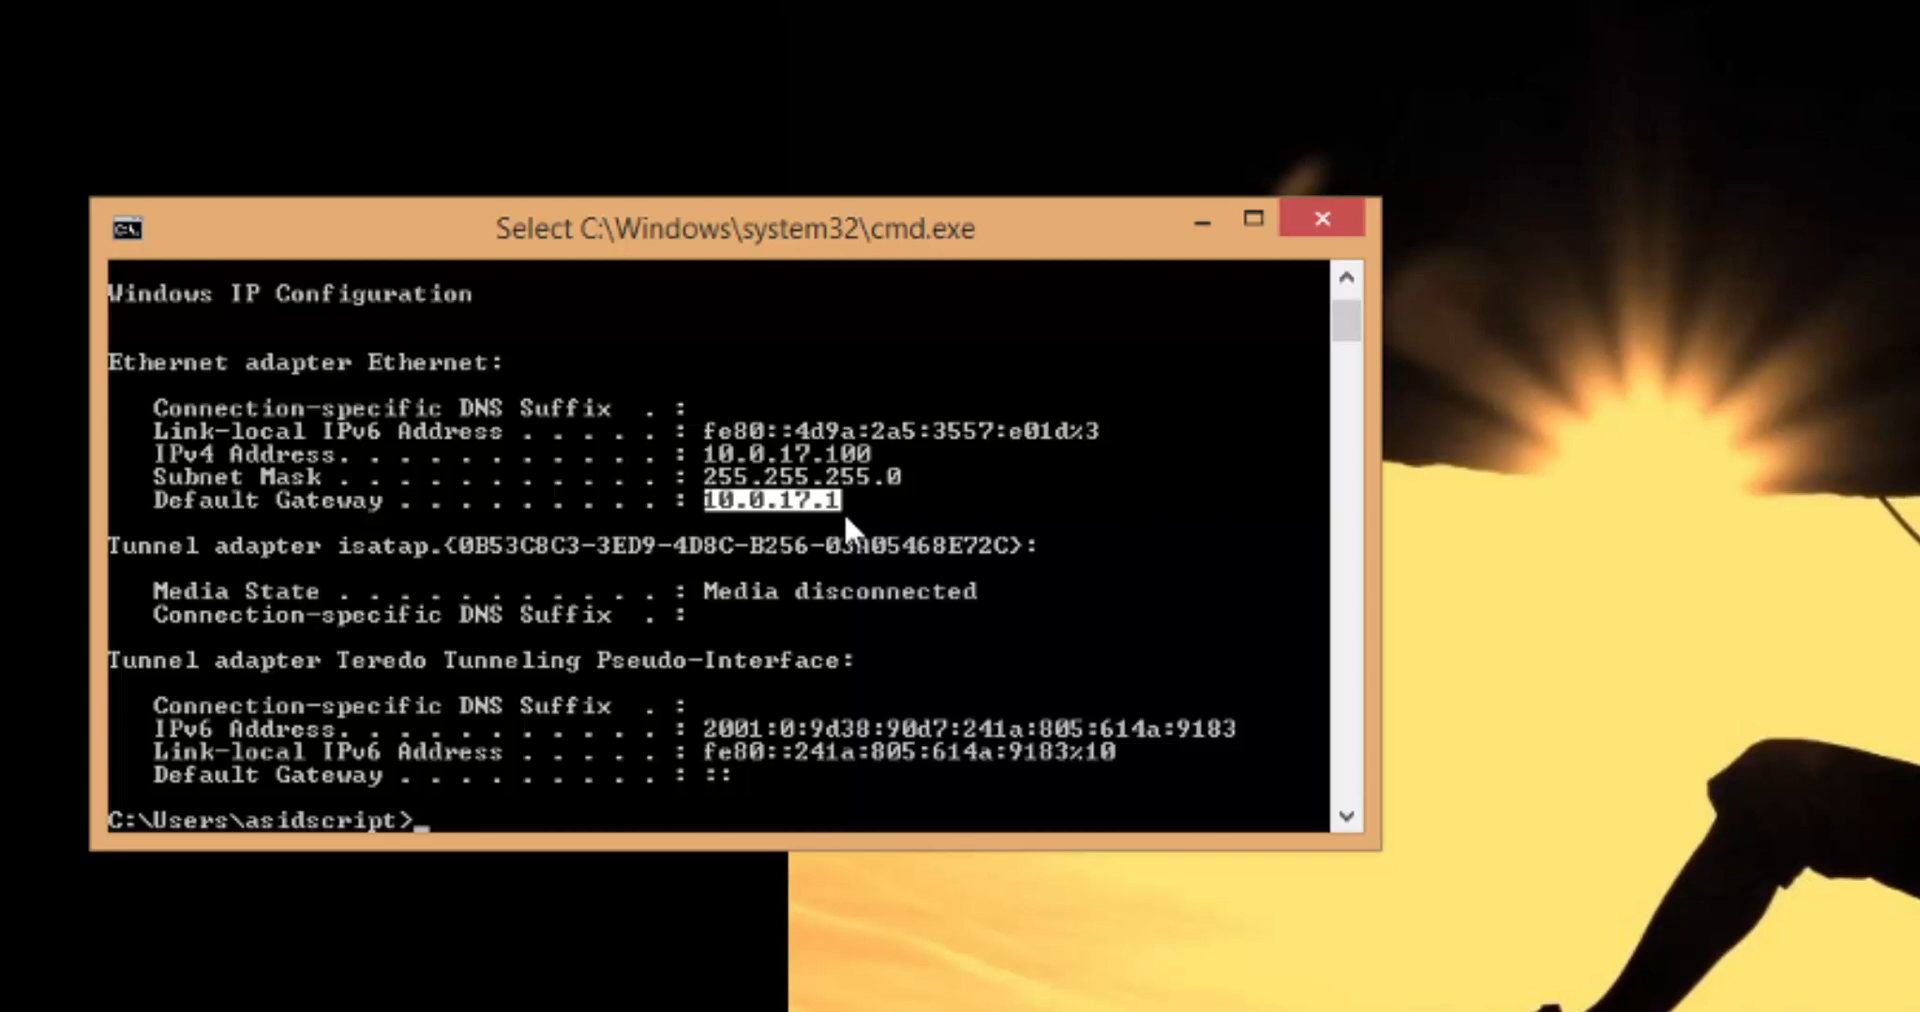 Select C:\Windows\system32\cmd.exe
Windows IP Configuration
Ethernet adapter Ethernet:
Connection-specific DNS Suffix . :
Link-local IPv6 Address . . . . . : fe80::4d9a:2a5:3557:e01d%3
IPv4 Address. . . . . . . . . . . : 10.0.17.100
Subnet Mask . . . . . . . . . . . : 255.255.255.0
Default Gateway . . . . . . . . . : 10.0.17.1
Tunnel adapter isatap.{0B53C8C3-3ED9-4D8C-B256-03A05468E72C}:
Media State . . . . . . . . . . . : Media disconnected
Connection-specific DNS Suffix . :
Tunnel adapter Teredo Tunneling Pseudo-Interface:
Connection-specific DNS Suffix . :
IPv6 Address. . . . . . . . . . . : 2001:0:9d38:90d7:241a:805:614a:9183
Link-local IPv6 Address . . . . . : fe80::241a:805:614a:9183%10
Default Gateway . . . . . . . . . : ::
C:\Users\asidscript>_